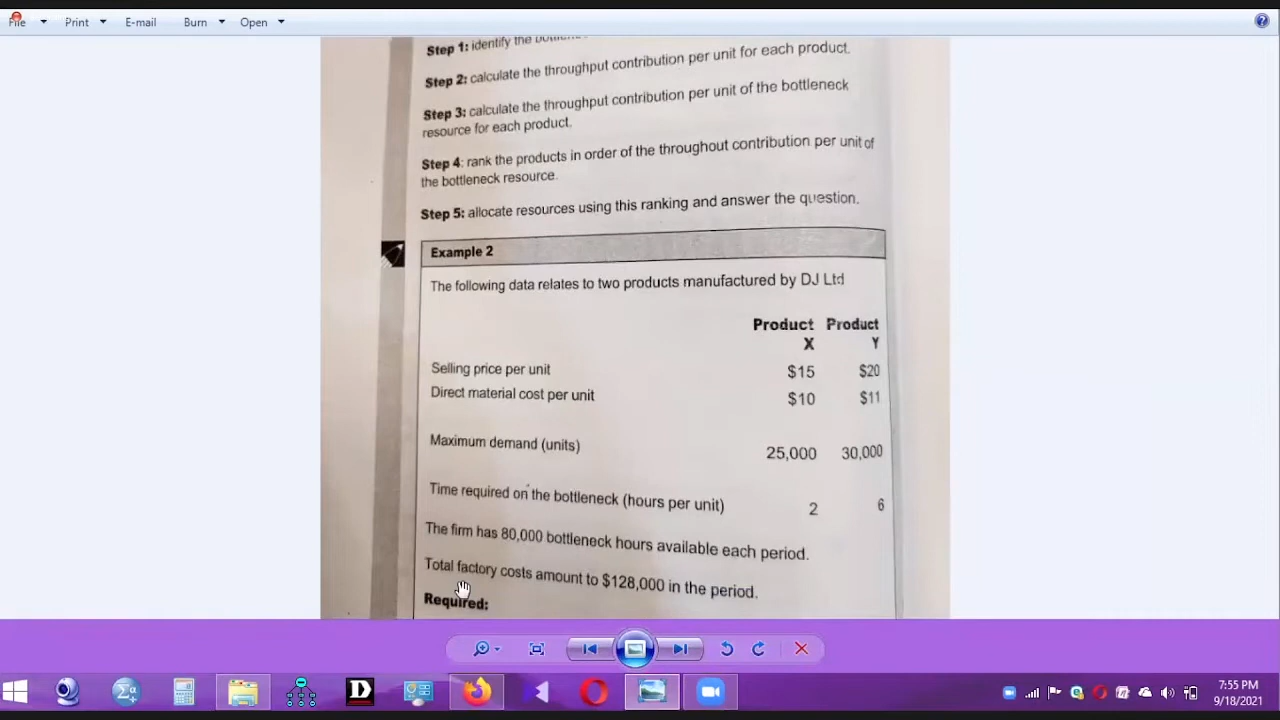 File Print E-mail Burn Open
Step 1: identify the
Step 2: calculate the throughput contribution per unit for each product.
Step 3: calculate the throughput contribution per unit of the bottleneck
resource for each product.
Step 4: rank the products in order of the throughout contribution per unit of
the bottleneck resource.
Step 5: allocate resources using this ranking and answer the question.
Example 2
The following data relates to two products manufactured by DJ Ltd
Product Product
X Y
Selling price per unit $15 $20
Direct material cost per unit $10 $11
Maximum demand (units) 25,000 30,000
Time required on the bottleneck (hours per unit) 2 6
The firm has 80,000 bottleneck hours available each period.
Total factory costs amount to $128,000 in the period.
Required:
Σα
D
7:55 PM
9/18/2021